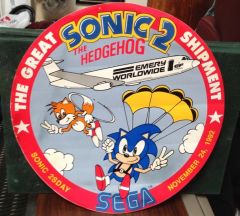 THE GREAT SHIPMENT
SONIC 2
THE
HEDGEHOG
EMERY
WORLDWIDE
SONIC 2SDAY
NOVEMBER 24, 1992
SEGA